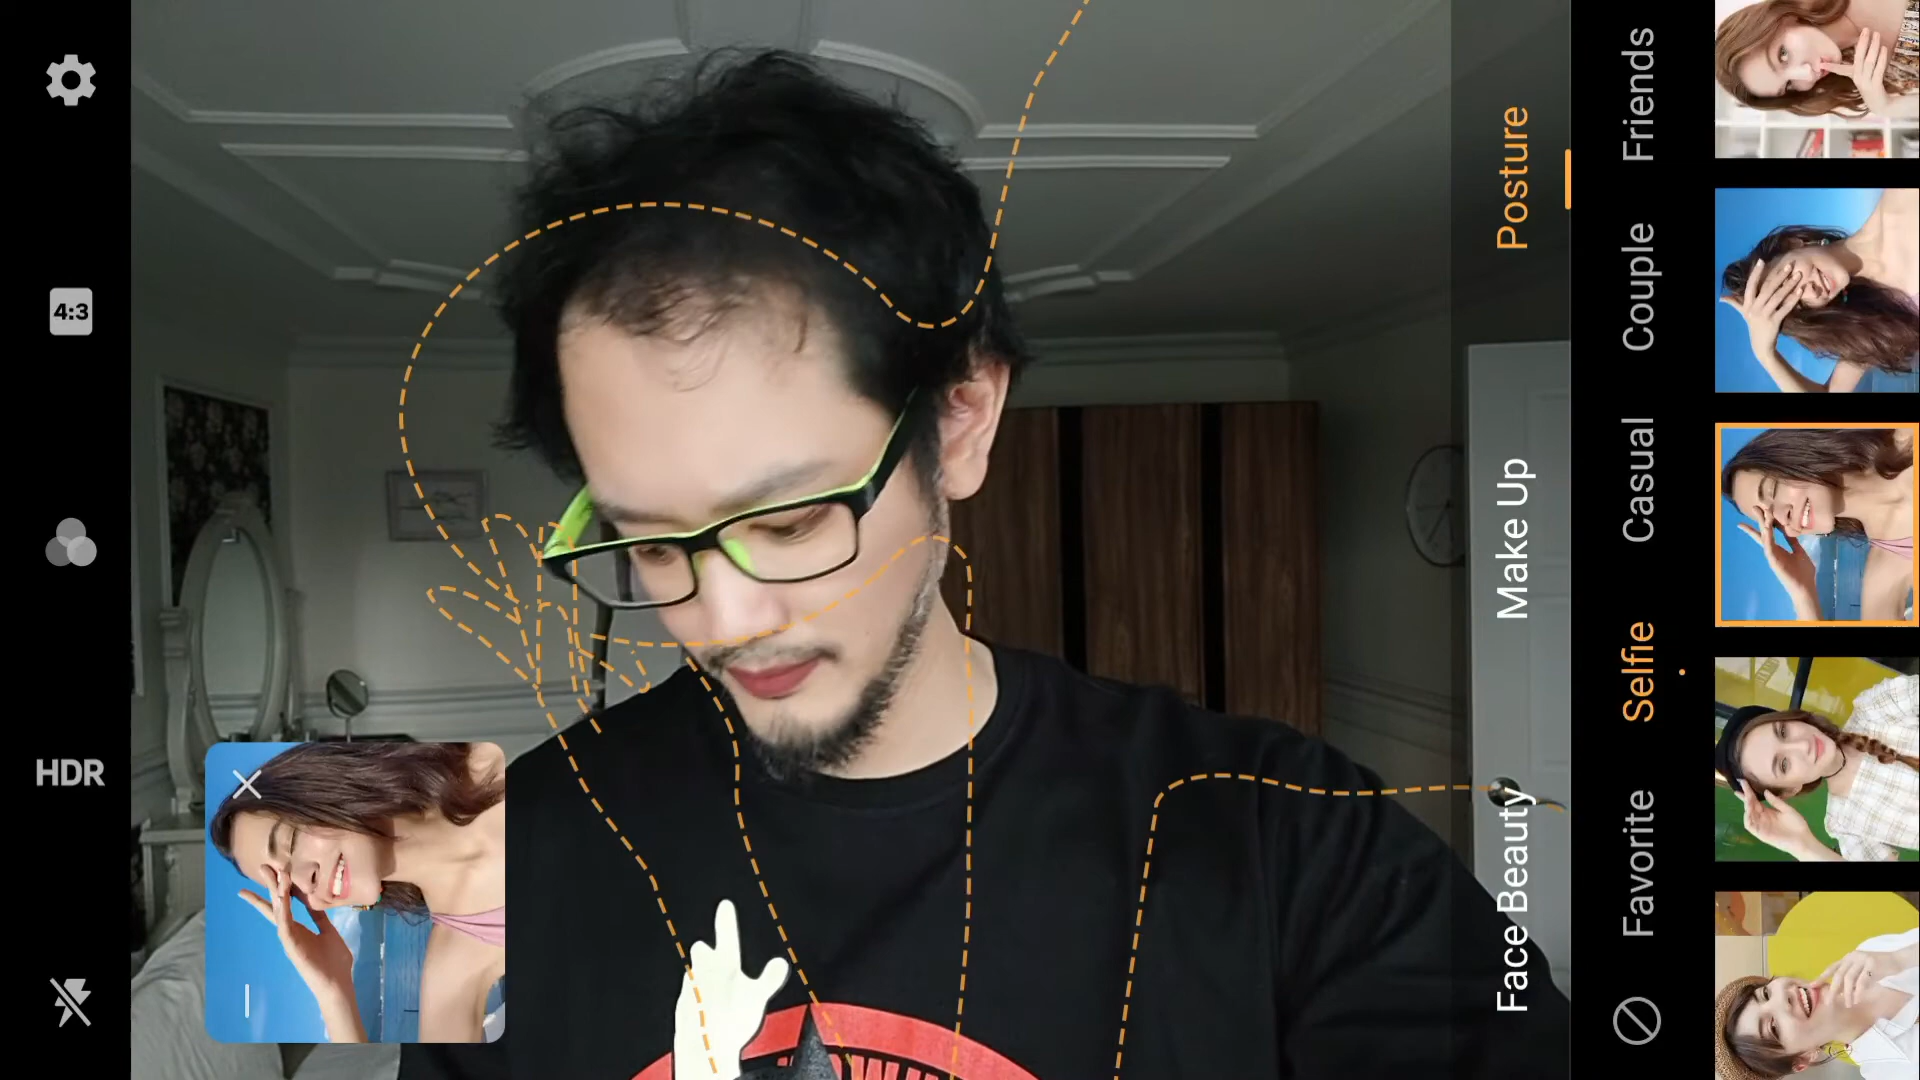 4:3
HDR
Posture
Make Up
Face Beauty
Friends
Couple
Casual
Selfie
Favorite